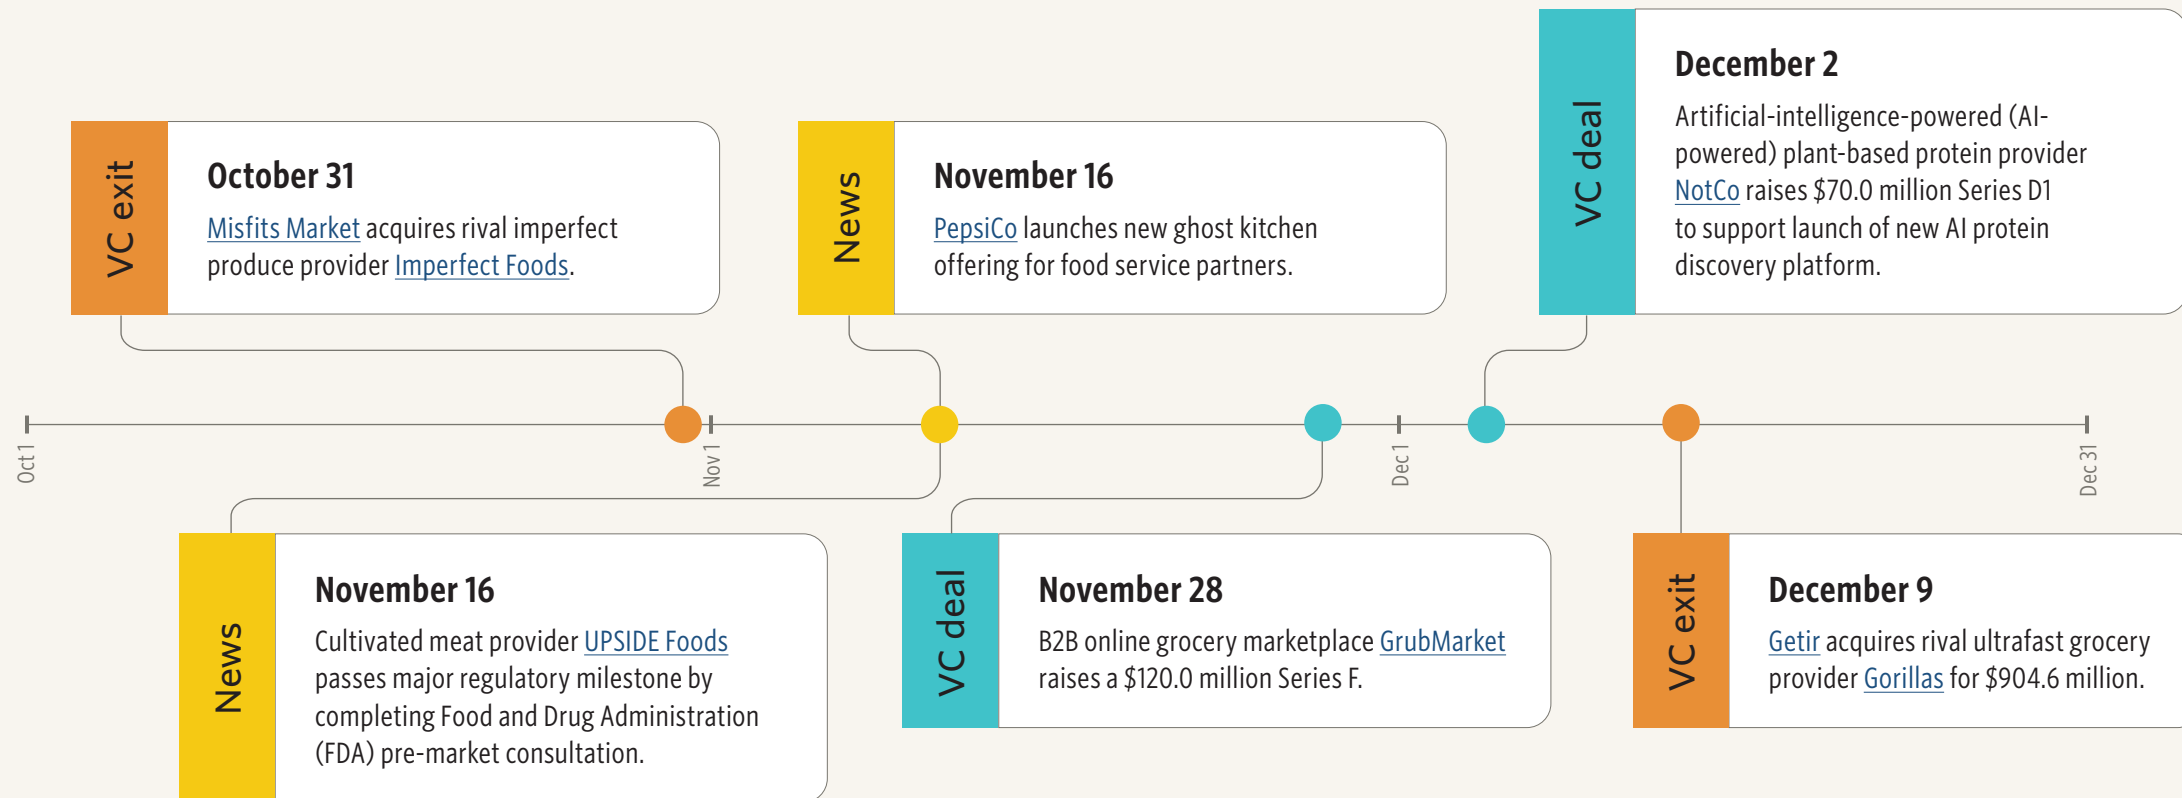 VC exit
October 31
Misfits Market acquires rival imperfect
produce provider Imperfect Foods.
News
November 16
PepsiCo launches new ghost kitchen
offering for food service partners.
VC deal
December 2
Artificial-intelligence-powered (AI-
powered) plant-based protein provider
NotCo raises $70.0 million Series D1
to support launch of new AI protein
discovery platform.
Oct 1
Nov 1
Dec 1
Dec 31
News
November 16
Cultivated meat provider UPSIDE Foods
passes major regulatory milestone by
completing Food and Drug Administration
(FDA) pre-market consultation.
VC deal
November 28
B2B online grocery marketplace GrubMarket
raises a $120.0 million Series F.
VC exit
December 9
Getir acquires rival ultrafast grocery
provider Gorillas for $904.6 million.